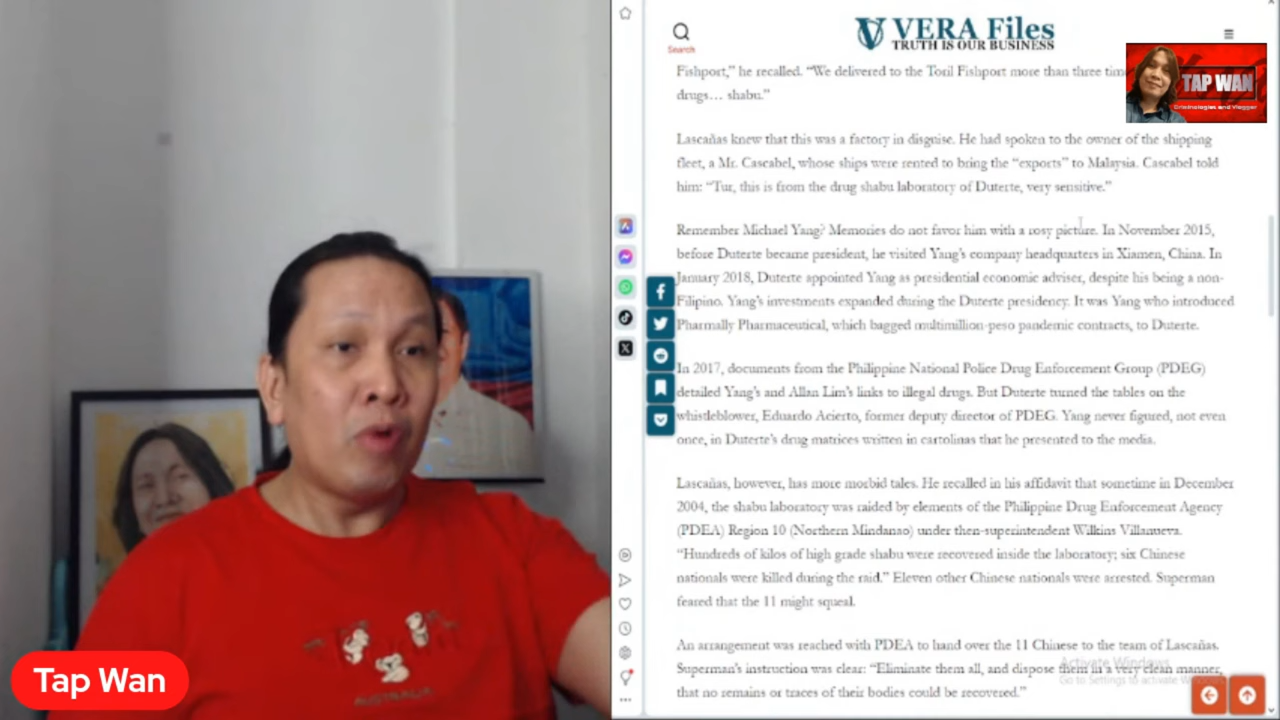 VERA Files
TRUTH IS OUR BUSINESS
Search
TAP WAN
Criminologist and Vlogger
Fishport,” he recalled. “We delivered to the Toril Fishport more than three
drugs… shabu.”
Lascañas knew that this was a factory in disguise. He had spoken to the owner of the shipping
fleet, a Mr. Cascabel, whose ships were rented to bring the “exports” to Malaysia. Cascabel told
him: “Tur, this is from the drug shabu laboratory of Duterte, very sensitive.”
Remember Michael Yang? Memories do not favor him with a rosy picture. In November 2015,
before Duterte became president, he visited Yang’s company headquarters in Xiamen, China. In
January 2018, Duterte appointed Yang as presidential economic adviser, despite his being a non-
Filipino. Yang’s investments expanded during the Duterte presidency. It was Yang who introduced
Pharmally Pharmaceutical, which bagged multimillion-peso pandemic contracts, to Duterte.
In 2017, documents from the Philippine National Police Drug Enforcement Group (PDEG)
detailed Yang’s and Allan Lim’s links to illegal drugs. But Duterte turned the tables on the
whistleblower, Eduardo Acierto, former deputy director of PDEG. Yang never figured, not even
once, in Duterte’s drug matrices written in cartolinas that he presented to the media.
Lascañas, however, has more morbid tales. He recalled in his affidavit that sometime in December
2004, the shabu laboratory was raided by elements of the Philippine Drug Enforcement Agency
(PDEA) Region 10 (Northern Mindanao) under then-superintendent Wilkins Villanueva.
“Hundreds of kilos of high grade shabu were recovered inside the laboratory; six Chinese
nationals were killed during the raid.” Eleven other Chinese nationals were arrested. Superman
feared that the 11 might squeal.
An arrangement was reached with PDEA to hand over the 11 Chinese to the team of Lascañas.
Superman’s instruction was clear: “Eliminate them all, and dispose them in a very clean manner,
that no remains or traces of their bodies could be recovered.”
Activate Windows
Go to Settings to activate
AUSTRALIA
Tap Wan